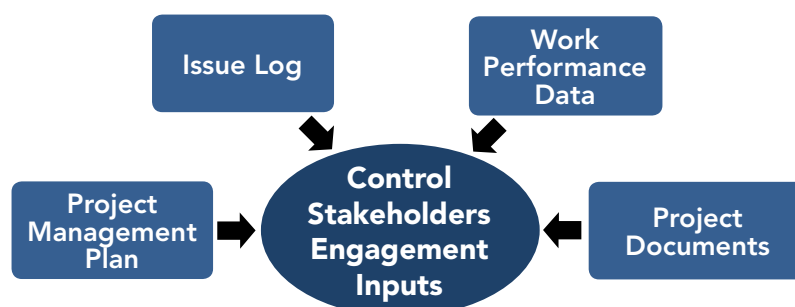 Issue Log
Work
Performance
Data
Project
Management
Plan
Control
Stakeholders
Engagement
Inputs
Project
Documents